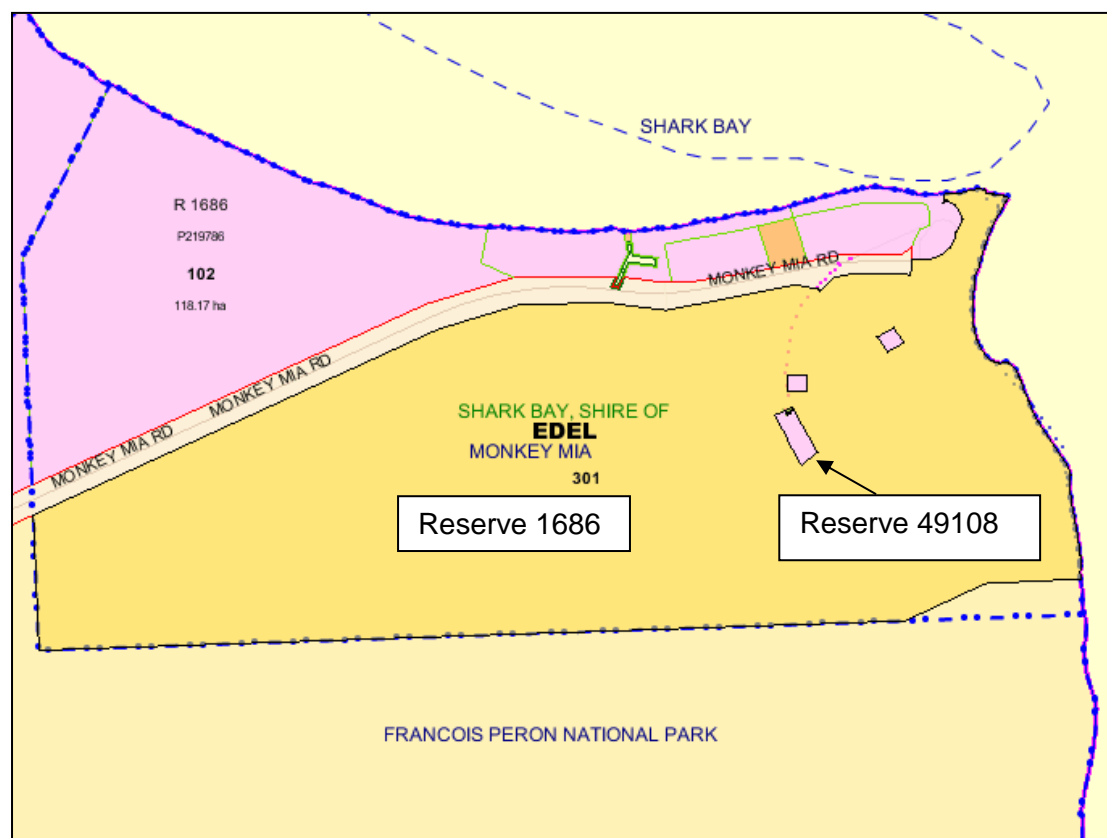 SHARK BAY
R 1686
P219786
102
118.17 ha
MONKEY MIA RD
MONKEY MIA RD
MONKEY MIA RD
SHARK BAY, SHIRE OF
EDEL
MONKEY MIA
301
Reserve 1686
Reserve 49108
FRANCOIS PERON NATIONAL PARK